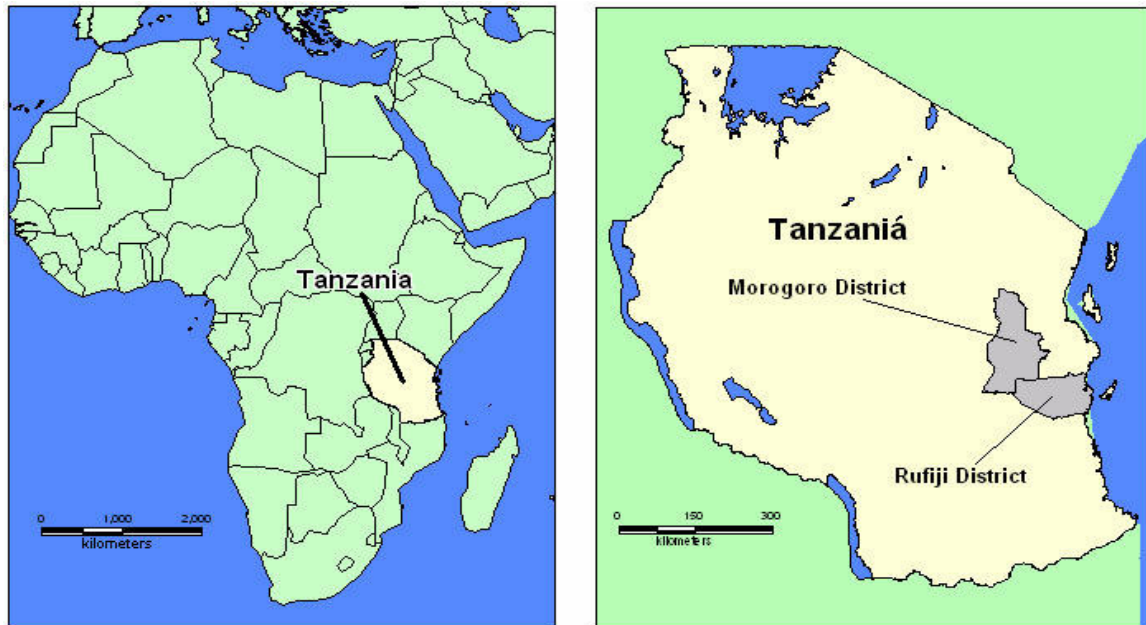 Tanzania
0 1,000 2,000
kilometers
Tanzaniá
Morogoro District
Rufiji District
0 150 300
kilometers